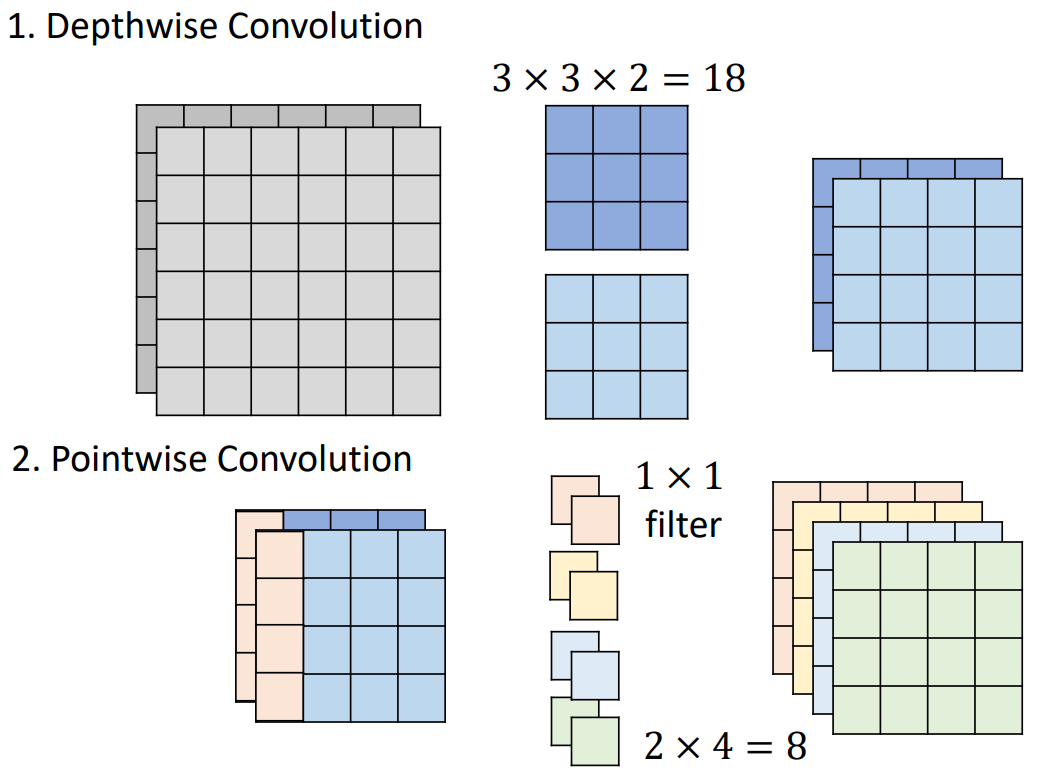 1. Depthwise Convolution
3 × 3 × 2 = 18
2. Pointwise Convolution
1 × 1
filter
2 × 4 = 8